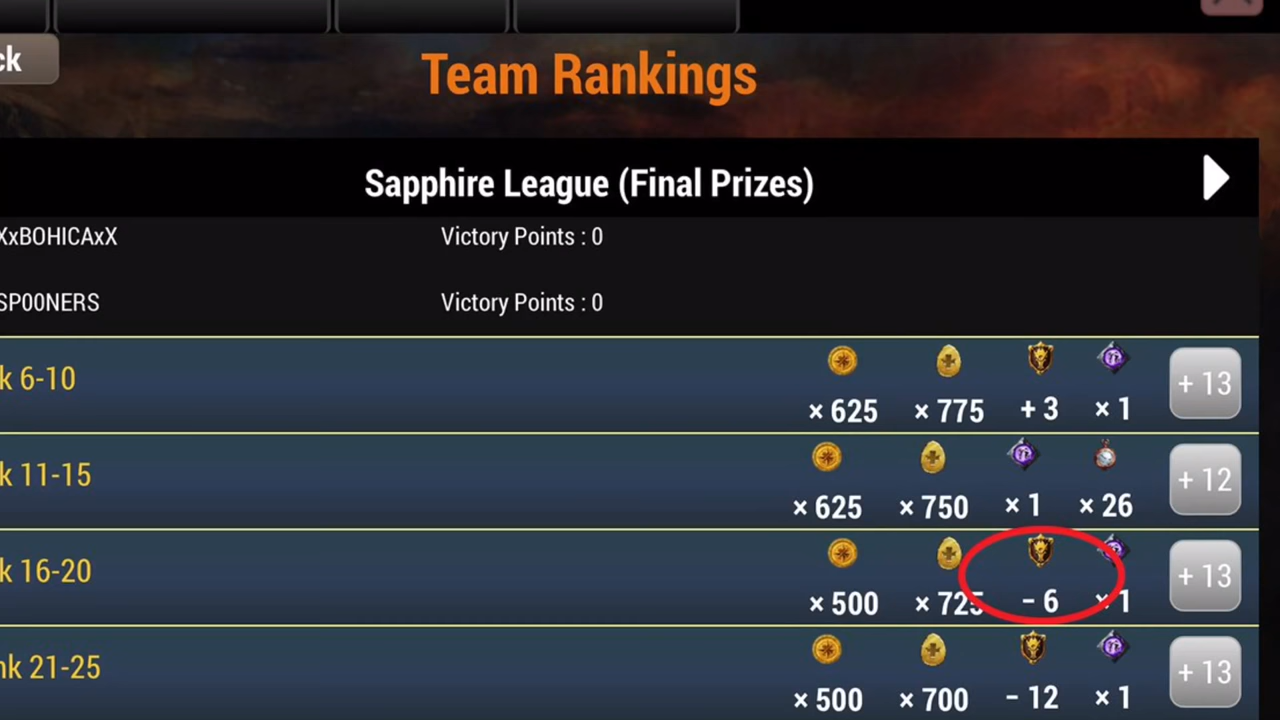 ck
Team Rankings
Sapphire League (Final Prizes)
XxBOHICAxX Victory Points : 0
SP00NERS Victory Points : 0
k 6-10 × 625 × 775 + 3 × 1 + 13
k 11-15 × 625 × 750 × 1 × 26 + 12
k 16-20 × 500 × 725 - 6 × 1 + 13
nk 21-25 × 500 × 700 - 12 × 1 + 13